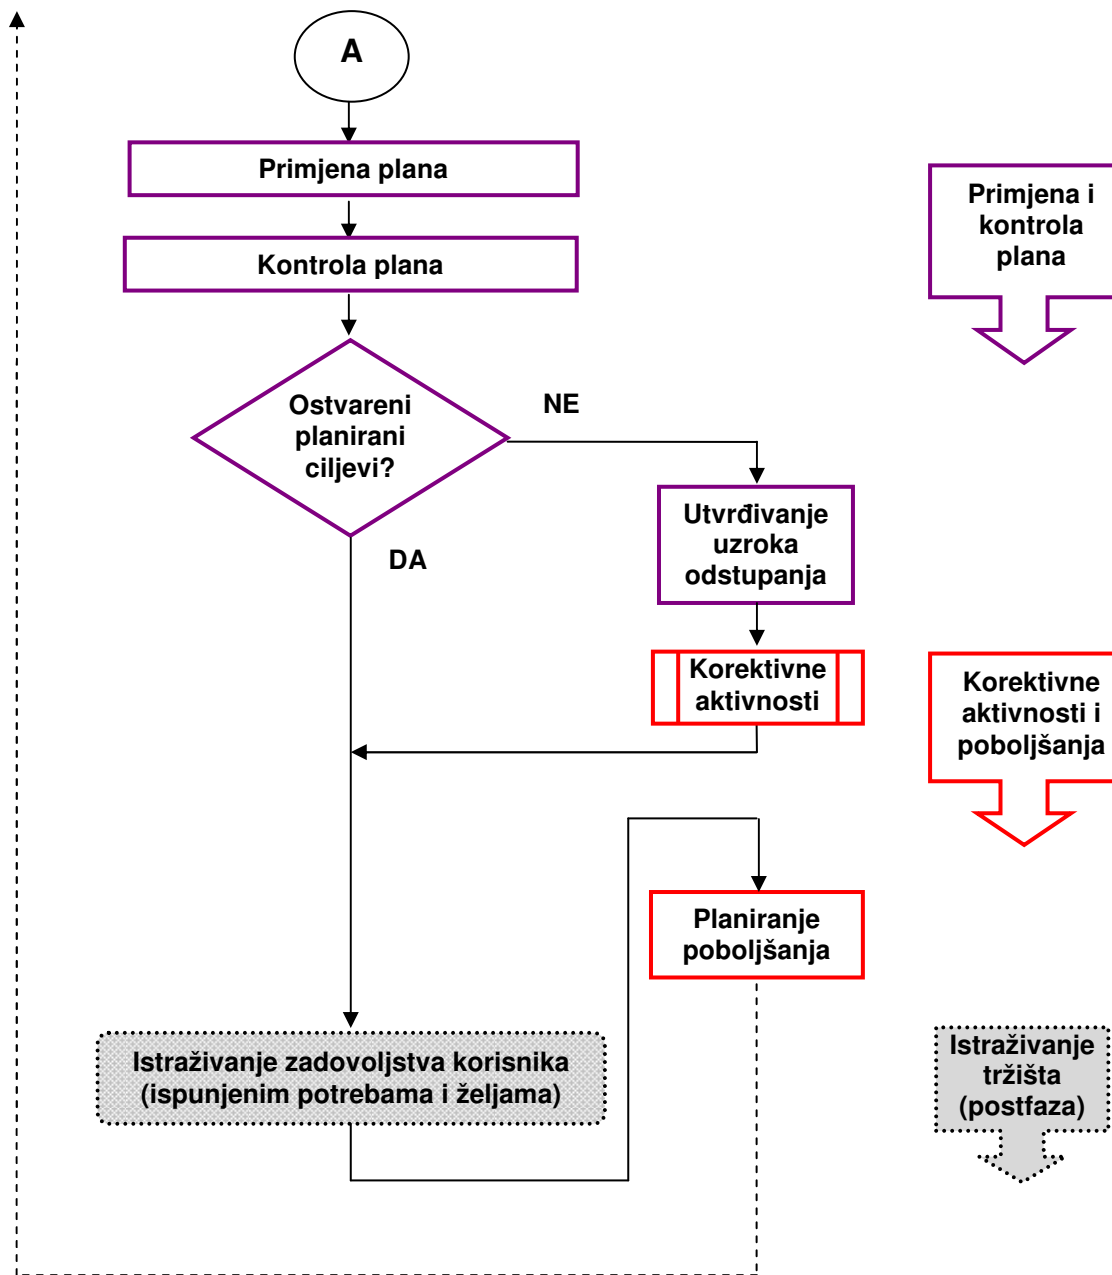 A
Primjena plana
Kontrola plana
Primjena i
kontrola
plana
Ostvareni
planirani
ciljevi?
NE
DA
Utvrđivanje
uzroka
odstupanja
Korektivne
aktivnosti
Korektivne
aktivnosti i
poboljšanja
Planiranje
poboljšanja
Istraživanje zadovoljstva korisnika
(ispunjenim potrebama i željama)
Istraživanje
tržišta
(postfaza)